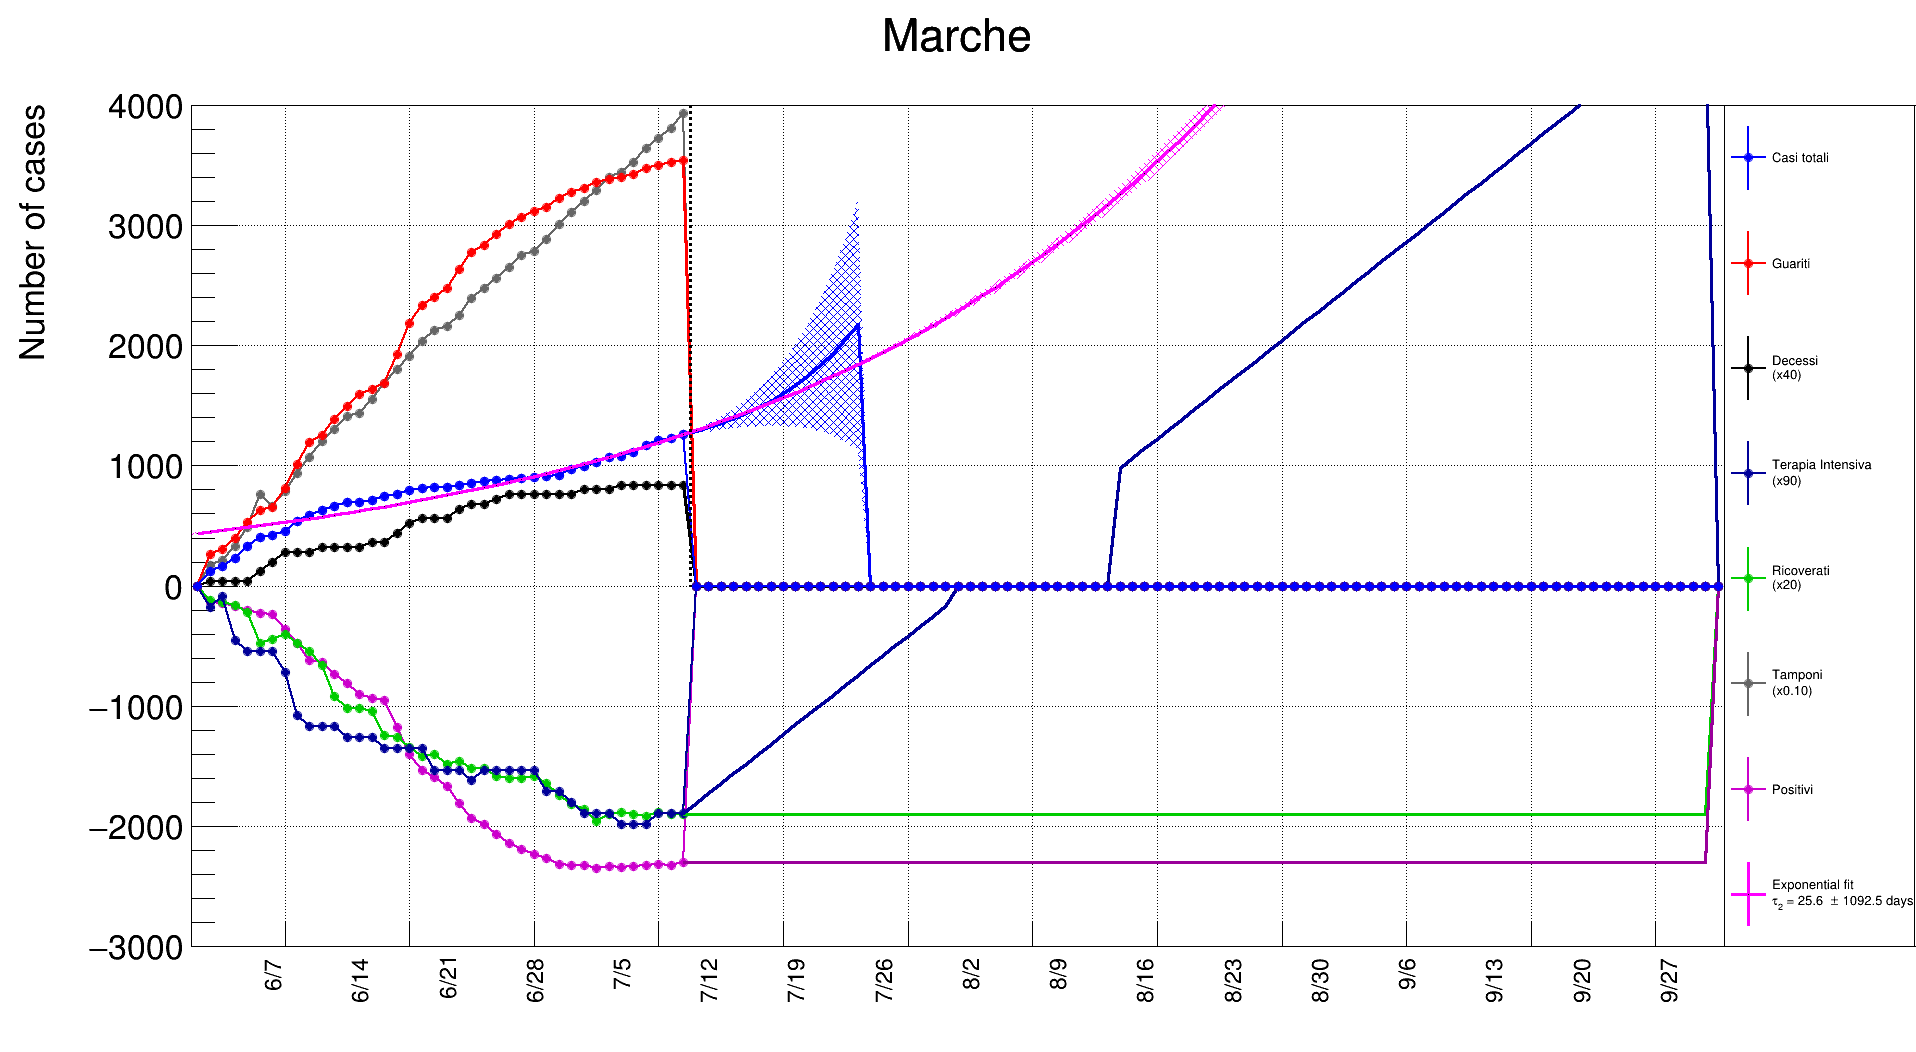 Marche
Number of cases
4000
3000
2000
1000
0
−1000
−2000
−3000
6/7
6/14
6/21
6/28
7/5
7/12
7/19
7/26
8/2
8/9
8/16
8/23
8/30
9/6
9/13
9/20
9/27
Casi totali
Guariti
Decessi
(x40)
Terapia Intensiva
(x90)
Ricoverati
(x20)
Tamponi
(x0.10)
Positivi
Exponential fit
τ₂ = 25.6 ± 1092.5 days